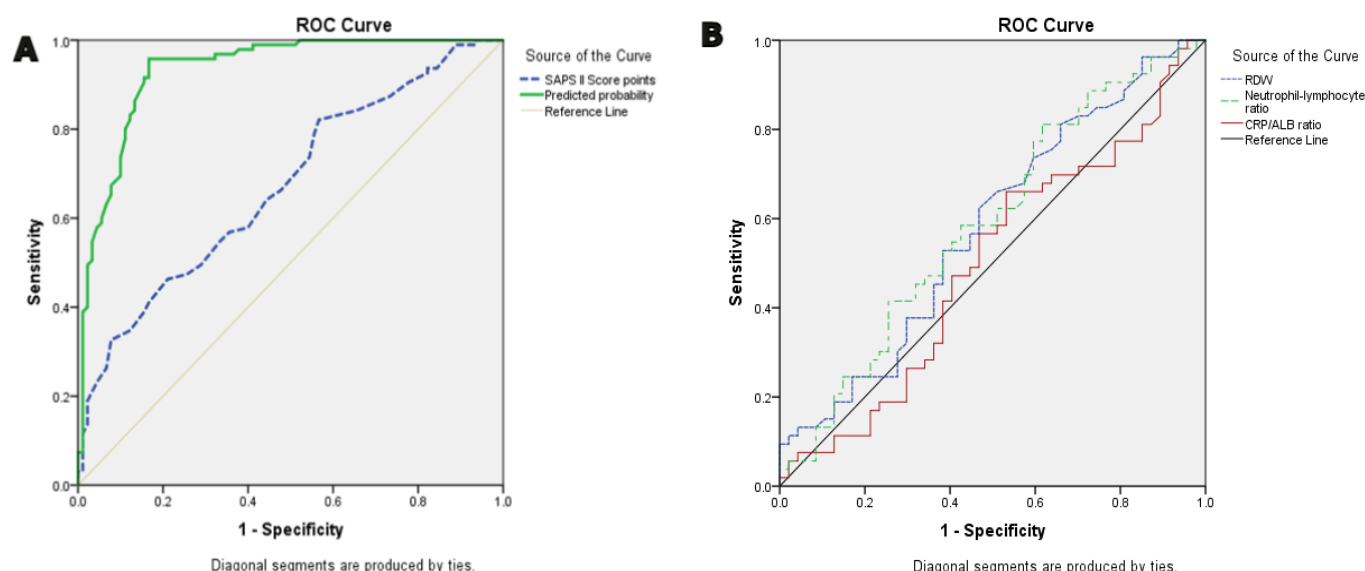 A
ROC Curve
1.0
0.8
0.6
0.4
0.2
0.0
Sensitivity
0.0 0.2 0.4 0.6 0.8 1.0
1 - Specificity
Diagonal segments are produced by ties.
Source of the Curve
SAPS II Score points
Predicted probability
Reference Line
B
ROC Curve
1.0
0.8
0.6
0.4
0.2
0.0
Sensitivity
0.0 0.2 0.4 0.6 0.8 1.0
1 - Specificity
Diagonal segments are produced by ties.
Source of the Curve
RDW
Neutrophil-lymphocyte
ratio
CRP/ALB ratio
Reference Line